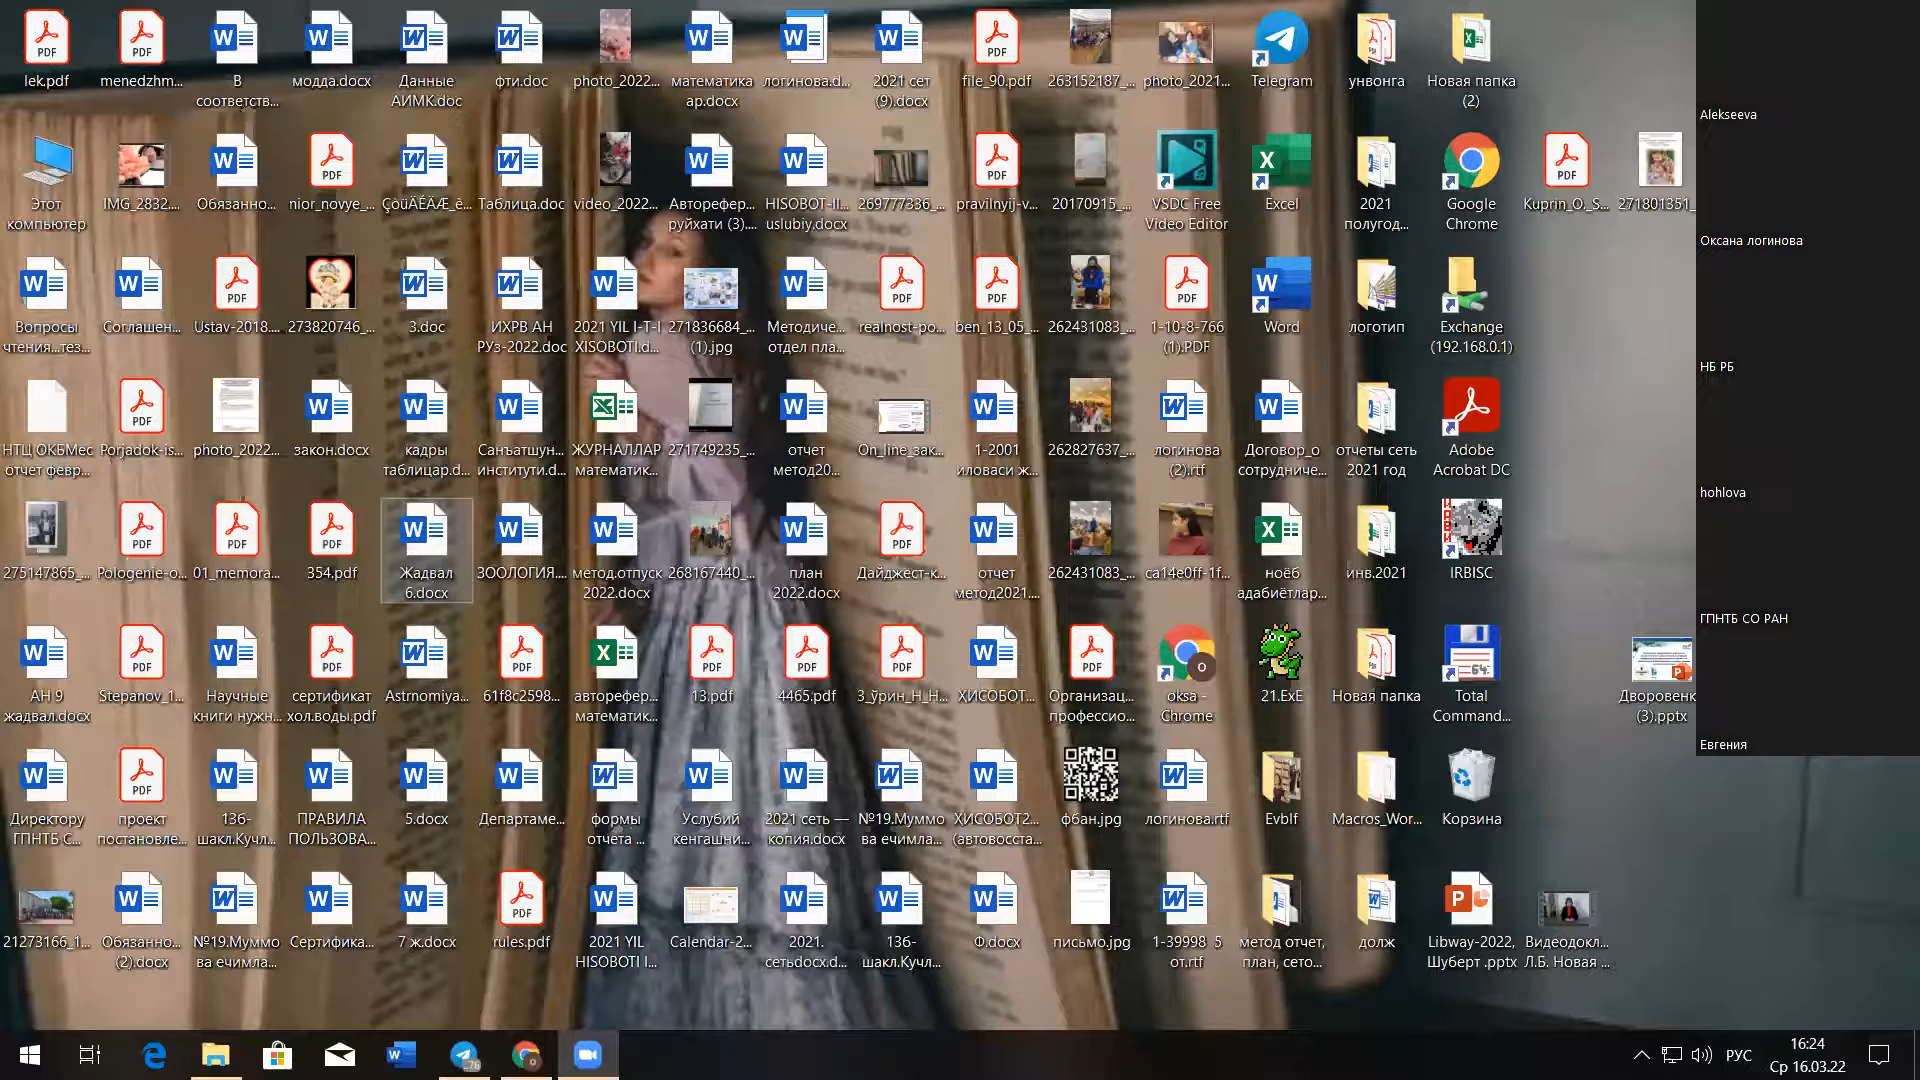 lek.pdf
menedzhm...
В
соответств...
модда.docx
Данные
АИМК.doc
фти.doc
photo_2022...
математика
ар.docx
логинова.d...
2021 сет
(9).docx
file_90.pdf
263152187_...
photo_2021...
Telegram
унвонга
Новая папка
(2)
Alekseeva
Этот
компьютер
IMG_2832....
Обязанно...
nior_novye_...
Таблица.doc
video_2022...
Авторефер...
руйхати (3)....
HISOBOT-II...
uslubiy.docx
269777336_...
pravilnyij-v...
20170915_...
VSDC Free
Video Editor
Excel
2021
полугод...
Google
Chrome
Kuprin_O._S...
271801351_
Оксана логинова
Вопросы
чтения...тез...
Соглашен...
Ustav-2018....
273820746_...
3.doc
ИХРВ АН
РУз-2022.doc
2021 YIL I-T-I
XISOBOTI.d...
271836684_...
(1).jpg
Методиче...
отдел пла...
realnost-po...
ben_13_05_...
262431083_...
1-10-8-766
(1).PDF
Word
логотип
Exchange
(192.168.0.1)
НБ РБ
НТЦ ОКБМес
отчет февр...
Porjadok-is...
photo_2022...
закон.docx
кадры
таблицар.d...
Санъатшун...
институти.d...
ЖУРНАЛЛАР
математик...
271749235_...
отчет
метод20...
On_line_зак...
1-2001
иловаси ж...
262827637_...
логинова
(2).rtf
Договор_о
сотрудниче...
отчеты сеть
2021 год
Adobe
Acrobat DC
hohlova
275147865_...
Pologenie-o...
01_memora...
354.pdf
Жадвал
6.docx
ЗООЛОГИЯ....
метод.отпуск
2022.docx
268167440_...
план
2022.docx
Дайджест-к...
отчет
метод2021....
262431083_...
ca14e0ff-1f...
ноёб
адабиётлар...
инв.2021
IRBISC
ГПНТБ СО РАН
АН 9
жадвал.docx
Stepanov_1...
Научные
книги нужн...
сертификат
хол.воды.pdf
Astrnomiya...
61f8c2598...
авторефер...
математик...
13.pdf
4465.pdf
3_ўрин_Н_Н...
ХИСОБОТ...
Организац...
профессио...
oksa -
Chrome
21.ExE
Новая папка
Total
Command...
Дворовенк
(3).pptx
Евгения
Директору
ГПНТБ С...
проект
постановле...
13б-
шакл.Кучл...
ПРАВИЛА
ПОЛЬЗОВА...
5.docx
Департаме...
формы
отчета ...
Услубий
кенгашни...
2021 сеть —
копия.docx
№19.Муммо
ва ечимла...
ХИСОБОТ2...
(автовосста...
фбан.jpg
логинова.rtf
EvbIf
Macros_Wor...
Корзина
21273166_1...
Обязанно...
(2).docx
№19.Муммо
ва ечимла...
Сертифика...
7 ж.docx
rules.pdf
2021 YIL
HISOBOTI I...
Calendar-2...
2021.
сетьdocx.d...
13б-
шакл.Кучл...
Ф.docx
письмо.jpg
1-39998 5
от.rtf
метод отчет,
план, сето...
долж
Libway-2022,
Шуберт .pptx
Видеодокл...
Л.Б. Новая ...
РУС
16:24
Ср 16.03.22